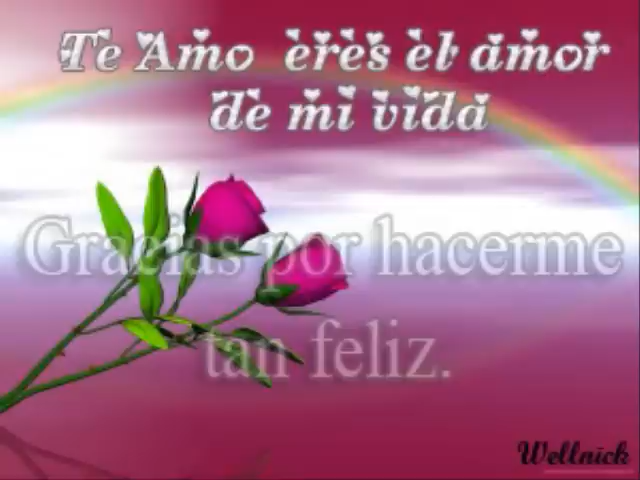 Te Amo eres el amor
de mi vida
Gracias por hacerme
tan feliz.
Wellnick